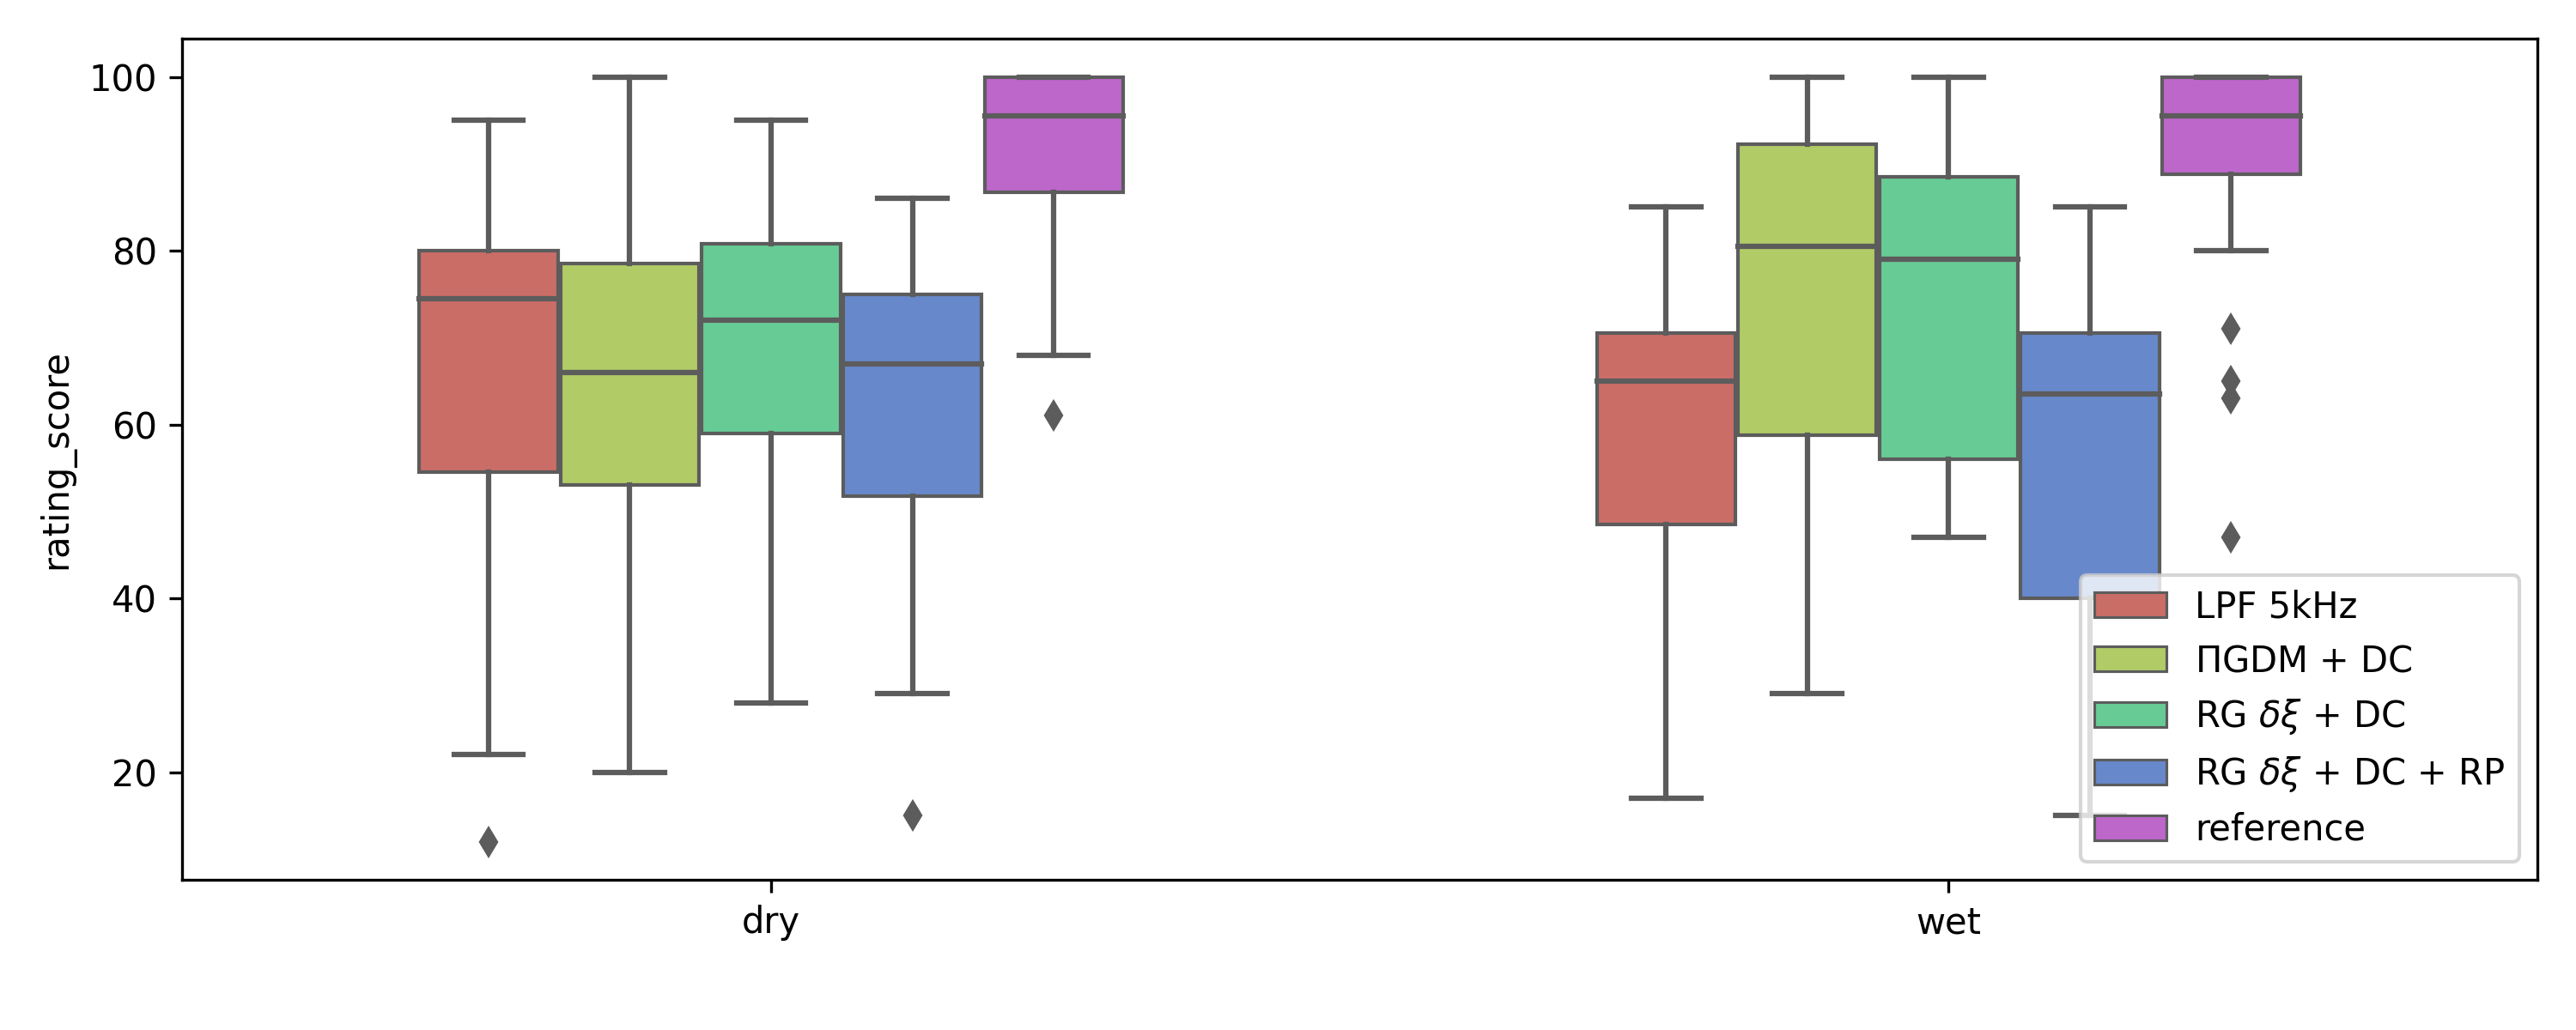 rating_score
100
80
60
40
20
dry
wet
LPF 5kHz
ΠGDM + DC
RG δξ + DC
RG δξ + DC + RP
reference